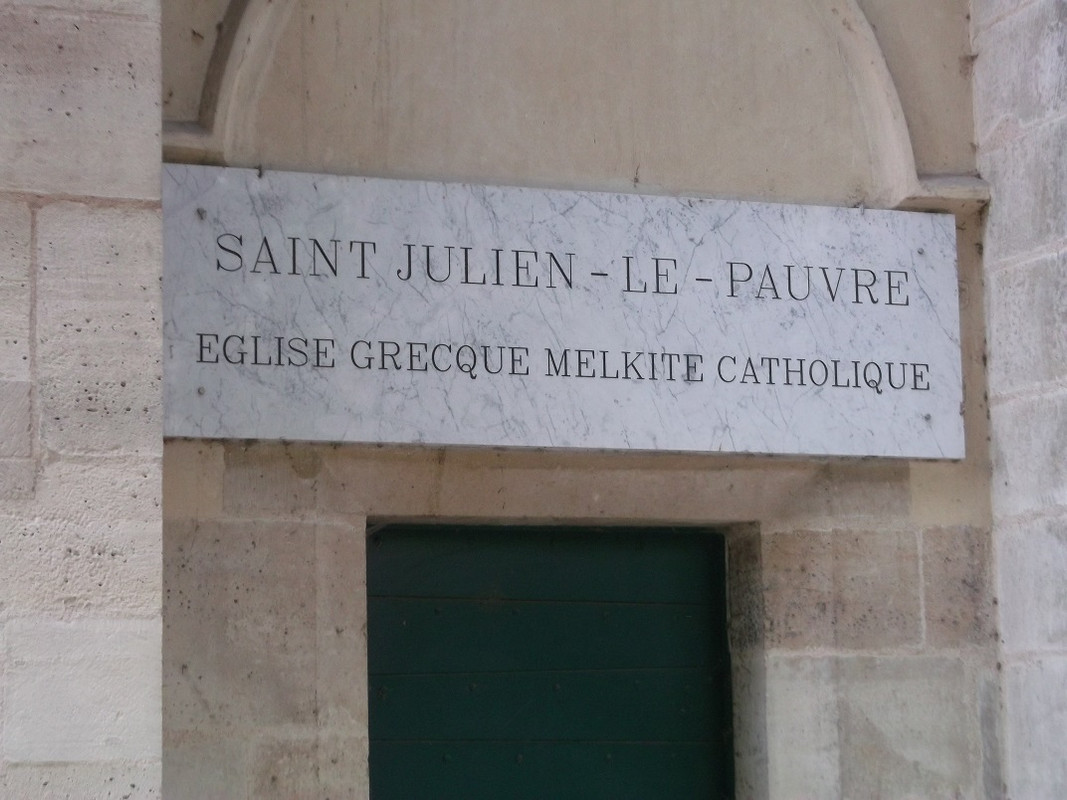 SAINT JULIEN - LE - PAUVRE
EGLISE GRECQUE MELKITE CATHOLIQUE